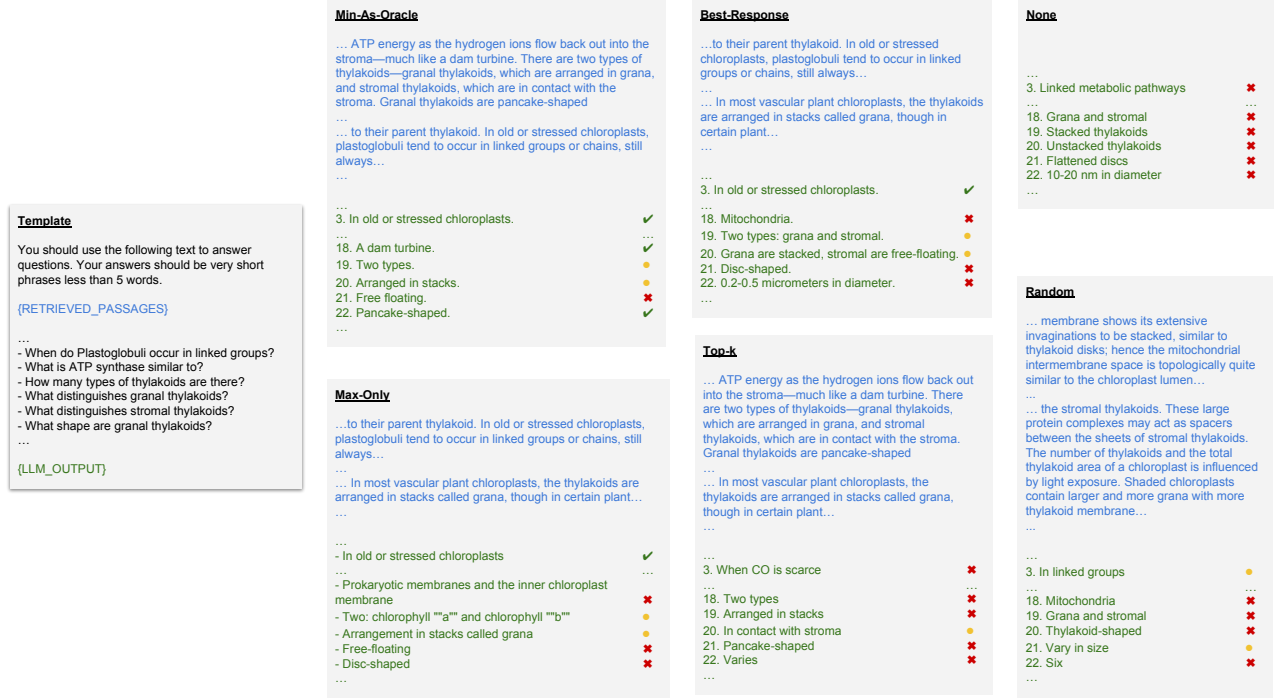 Template
You should use the following text to answer
questions. Your answers should be very short
phrases less than 5 words.
{RETRIEVED_PASSAGES}
…
- When do Plastoglobuli occur in linked groups?
- What is ATP synthase similar to?
- How many types of thylakoids are there?
- What distinguishes granal thylakoids?
- What distinguishes stromal thylakoids?
- What shape are granal thylakoids?
…
{LLM_OUTPUT}
Min-As-Oracle
… ATP energy as the hydrogen ions flow back out into the
stroma—much like a dam turbine. There are two types of
thylakoids—granal thylakoids, which are arranged in grana,
and stromal thylakoids, which are in contact with the
stroma. Granal thylakoids are pancake-shaped
…
… to their parent thylakoid. In old or stressed chloroplasts,
plastoglobuli tend to occur in linked groups or chains, still
always…
…
…
3. In old or stressed chloroplasts. ✔
… …
18. A dam turbine. ✔
19. Two types. ●
20. Arranged in stacks. ●
21. Free floating. ✖
22. Pancake-shaped. ✔
…
Max-Only
…to their parent thylakoid. In old or stressed chloroplasts,
plastoglobuli tend to occur in linked groups or chains, still
always…
…
… In most vascular plant chloroplasts, the thylakoids are
arranged in stacks called grana, though in certain plant…
…
…
- In old or stressed chloroplasts ✔
… …
- Prokaryotic membranes and the inner chloroplast
membrane ✖
- Two: chlorophyll ""a"" and chlorophyll ""b"" ●
- Arrangement in stacks called grana ●
- Free-floating ✖
- Disc-shaped ✖
…
Best-Response
…to their parent thylakoid. In old or stressed
chloroplasts, plastoglobuli tend to occur in linked
groups or chains, still always…
…
… In most vascular plant chloroplasts, the thylakoids
are arranged in stacks called grana, though in
certain plant…
…
…
3. In old or stressed chloroplasts. ✔
…
18. Mitochondria. ✖
19. Two types: grana and stromal. ●
20. Grana are stacked, stromal are free-floating. ●
21. Disc-shaped. ✖
22. 0.2-0.5 micrometers in diameter. ✖
…
Top-k
… ATP energy as the hydrogen ions flow back out
into the stroma—much like a dam turbine. There
are two types of thylakoids—granal thylakoids,
which are arranged in grana, and stromal
thylakoids, which are in contact with the stroma.
Granal thylakoids are pancake-shaped
…
… In most vascular plant chloroplasts, the
thylakoids are arranged in stacks called grana,
though in certain plant…
…
…
3. When CO is scarce ✖
… …
18. Two types ✖
19. Arranged in stacks ✖
20. In contact with stroma ●
21. Pancake-shaped ✖
22. Varies ✖
…
None
…
3. Linked metabolic pathways ✖
… …
18. Grana and stromal ✖
19. Stacked thylakoids ✖
20. Unstacked thylakoids ✖
21. Flattened discs ✖
22. 10-20 nm in diameter ✖
…
Random
… membrane shows its extensive
invaginations to be stacked, similar to
thylakoid disks; hence the mitochondrial
intermembrane space is topologically quite
similar to the chloroplast lumen…
...
… the stromal thylakoids. These large
protein complexes may act as spacers
between the sheets of stromal thylakoids.
The number of thylakoids and the total
thylakoid area of a chloroplast is influenced
by light exposure. Shaded chloroplasts
contain larger and more grana with more
thylakoid membrane…
...
…
3. In linked groups ●
… …
18. Mitochondria ✖
19. Grana and stromal ✖
20. Thylakoid-shaped ✖
21. Vary in size ●
22. Six ✖
…